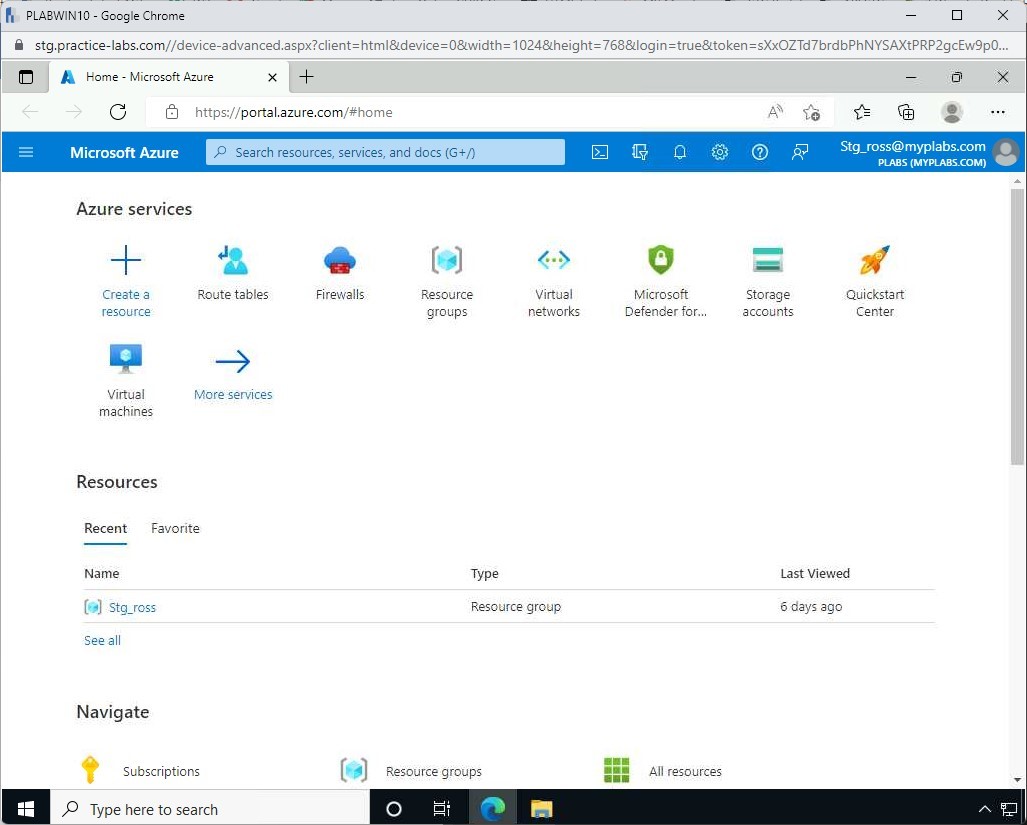 PLABWIN10 - Google Chrome
stg.practice-labs.com//device-advanced.aspx?client=html&device=0&width=1024&height=768&login=true&token=sXxOZTd7brdbPhNYSAXtPRP2gcEw9p0...
Home - Microsoft Azure
https://portal.azure.com/#home
Microsoft Azure
Search resources, services, and docs (G+/)
Stg_ross@myplabs.com
PLABS (MYPLABS.COM)
Azure services
Create a resource
Route tables
Firewalls
Resource groups
Virtual networks
Microsoft Defender for...
Storage accounts
Quickstart Center
Virtual machines
More services
Resources
Recent Favorite
Name Type Last Viewed
Stg_ross Resource group 6 days ago
See all
Navigate
Subscriptions Resource groups All resources
Type here to search